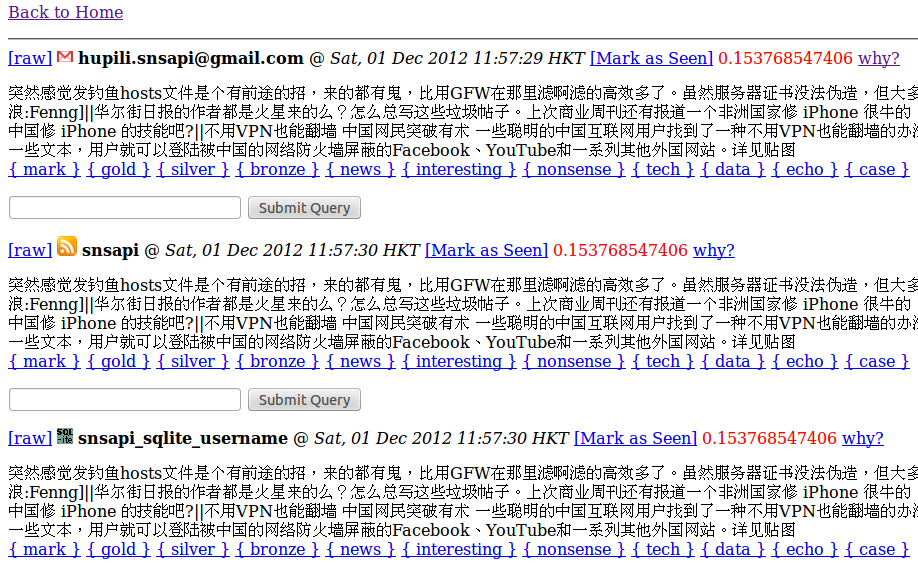 Back to Home
[raw] hupili.snsapi@gmail.com @ Sat, 01 Dec 2012 11:57:29 HKT [Mark as Seen] 0.153768547406 why?
突然感觉发钓鱼hosts文件是个有前途的招，来的都有鬼，比用GFW在那里滤啊滤的高效多了。虽然服务器证书没法伪造，但大多
浪:Fenng]||华尔街日报的作者都是火星来的么？怎么总写这些垃圾帖子。上次商业周刊还有报道一个非洲国家修 iPhone 很牛的
中国修 iPhone 的技能吧?||不用VPN也能翻墙 中国网民突破有术 一些聪明的中国互联网用户找到了一种不用VPN也能翻墙的办法
一些文本，用户就可以登陆被中国的网络防火墙屏蔽的Facebook、YouTube和一系列其他外国网站。详见贴图
{ mark } { gold } { silver } { bronze } { news } { interesting } { nonsense } { tech } { data } { echo } { case }
Submit Query
[raw] snsapi @ Sat, 01 Dec 2012 11:57:30 HKT [Mark as Seen] 0.153768547406 why?
突然感觉发钓鱼hosts文件是个有前途的招，来的都有鬼，比用GFW在那里滤啊滤的高效多了。虽然服务器证书没法伪造，但大多
浪:Fenng]||华尔街日报的作者都是火星来的么？怎么总写这些垃圾帖子。上次商业周刊还有报道一个非洲国家修 iPhone 很牛的
中国修 iPhone 的技能吧?||不用VPN也能翻墙 中国网民突破有术 一些聪明的中国互联网用户找到了一种不用VPN也能翻墙的办法
一些文本，用户就可以登陆被中国的网络防火墙屏蔽的Facebook、YouTube和一系列其他外国网站。详见贴图
{ mark } { gold } { silver } { bronze } { news } { interesting } { nonsense } { tech } { data } { echo } { case }
Submit Query
[raw] SQL-ite snsapi_sqlite_username @ Sat, 01 Dec 2012 11:57:30 HKT [Mark as Seen] 0.153768547406 why?
突然感觉发钓鱼hosts文件是个有前途的招，来的都有鬼，比用GFW在那里滤啊滤的高效多了。虽然服务器证书没法伪造，但大多
浪:Fenng]||华尔街日报的作者都是火星来的么？怎么总写这些垃圾帖子。上次商业周刊还有报道一个非洲国家修 iPhone 很牛的
中国修 iPhone 的技能吧?||不用VPN也能翻墙 中国网民突破有术 一些聪明的中国互联网用户找到了一种不用VPN也能翻墙的办法
一些文本，用户就可以登陆被中国的网络防火墙屏蔽的Facebook、YouTube和一系列其他外国网站。详见贴图
{ mark } { gold } { silver } { bronze } { news } { interesting } { nonsense } { tech } { data } { echo } { case }